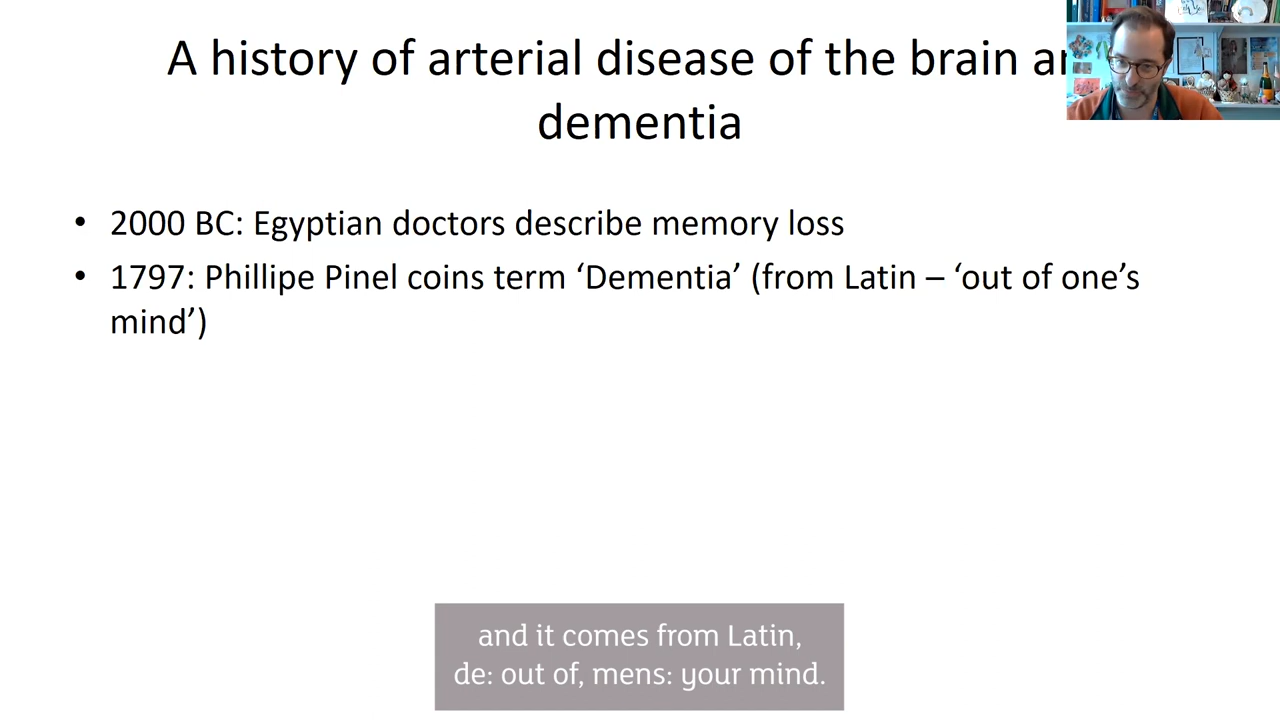 A history of arterial disease of the brain
dementia
• 2000 BC: Egyptian doctors describe memory loss
• 1797: Phillipe Pinel coins term ‘Dementia’ (from Latin – ‘out of one’s
mind’)
and it comes from Latin,
de: out of, mens: your mind.